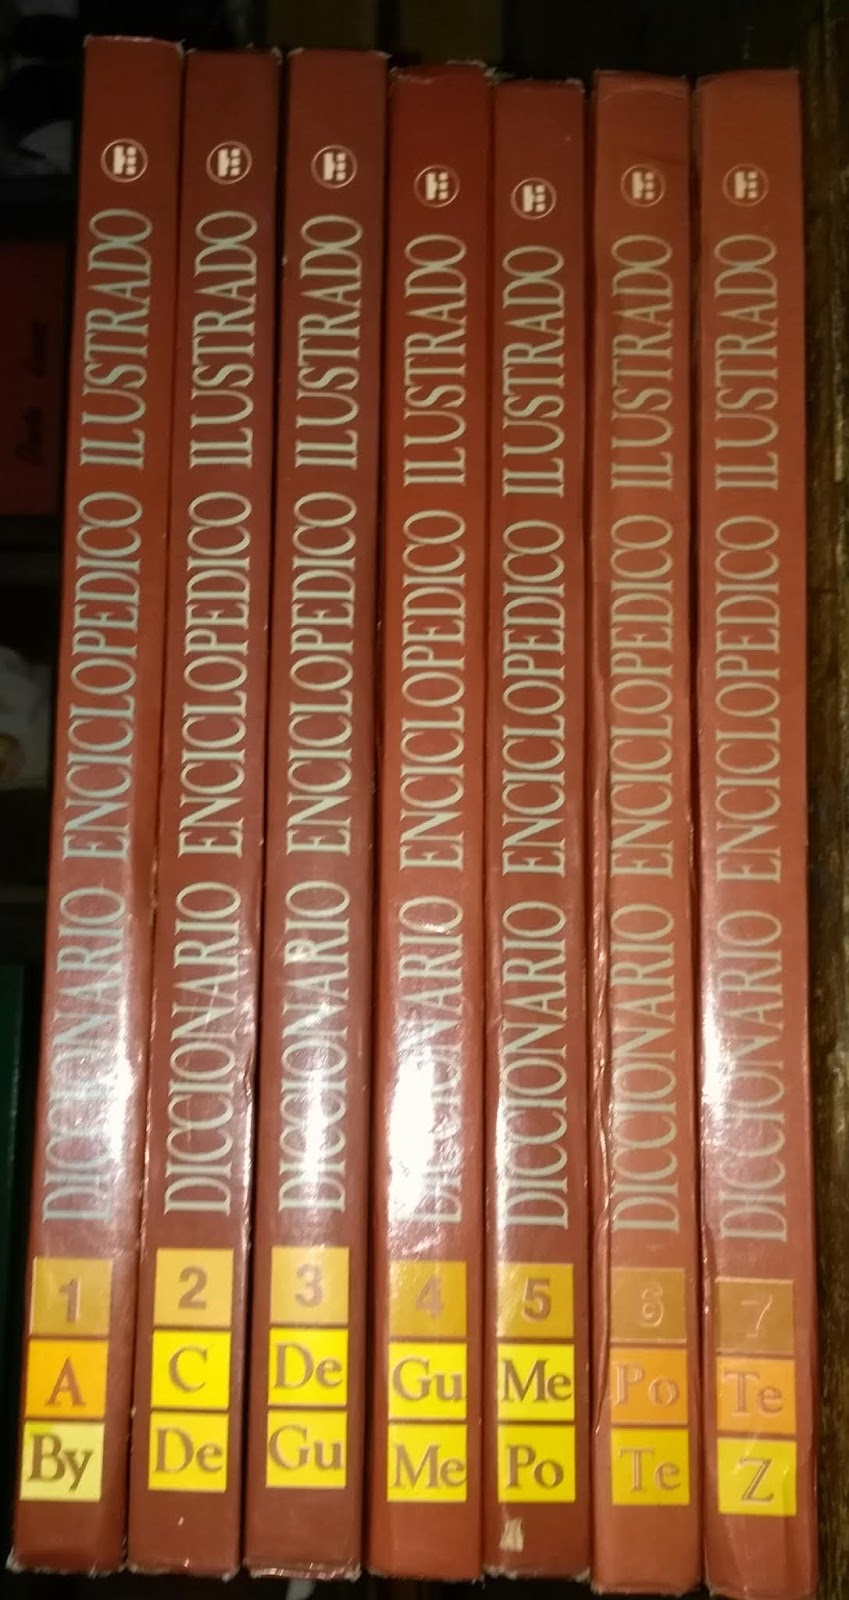 DICCIONARIO ENCICLOPEDICO ILUSTRADO
1
A
By
DICCIONARIO ENCICLOPEDICO ILUSTRADO
2
C
De
DICCIONARIO ENCICLOPEDICO ILUSTRADO
3
De
Gu
DICCIONARIO ENCICLOPEDICO ILUSTRADO
4
Gu
Me
DICCIONARIO ENCICLOPEDICO ILUSTRADO
5
Me
Po
DICCIONARIO ENCICLOPEDICO ILUSTRADO
6
Po
Te
DICCIONARIO ENCICLOPEDICO ILUSTRADO
7
Te
Z